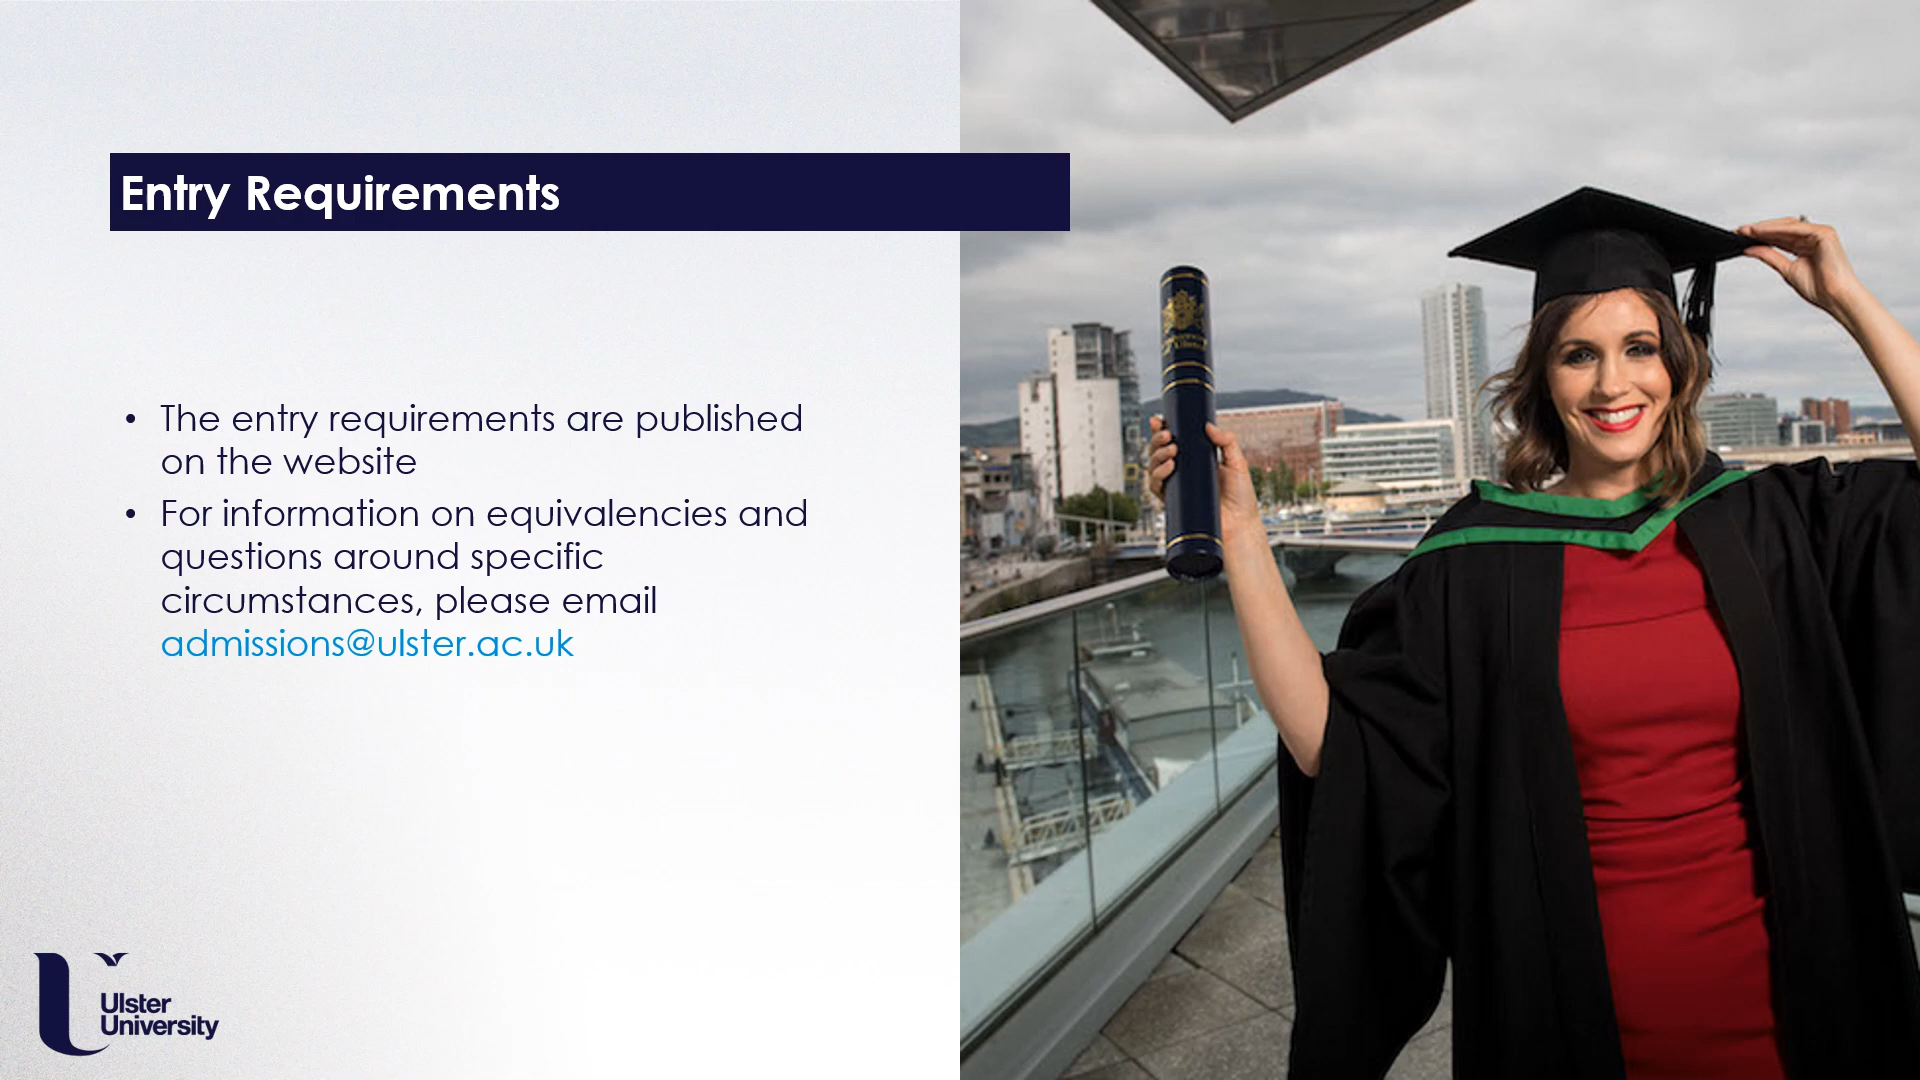 Entry Requirements
• The entry requirements are published
on the website
• For information on equivalencies and
questions around specific
circumstances, please email
admissions@ulster.ac.uk
Ulster
University